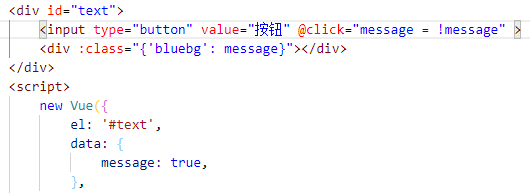 <div id="text">
<input type="button" value="按钮" @click="message = !message" >
<div :class="{'bluebg': message}"></div>
</div>
<script>
new Vue({
el: '#text',
data: {
message: true,
},